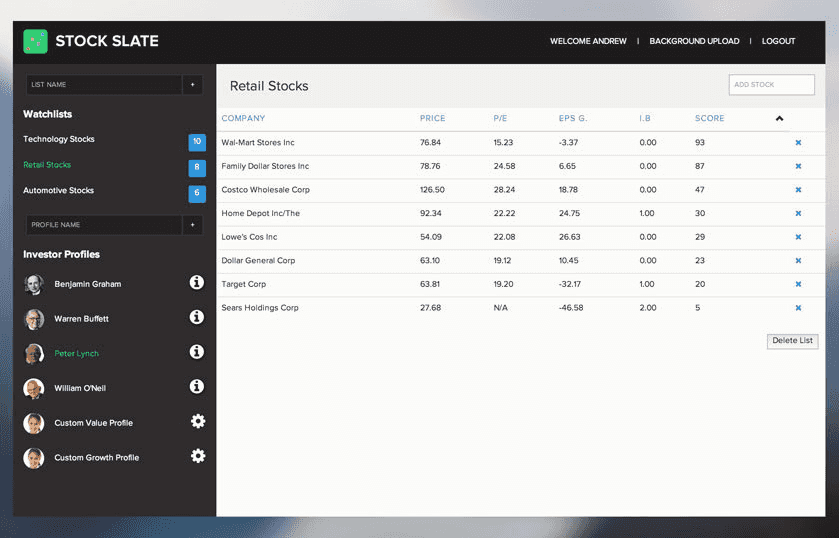 STOCK SLATE
WELCOME ANDREW | BACKGROUND UPLOAD | LOGOUT
LIST NAME +
Watchlists
Technology Stocks 10
Retail Stocks 8
Automotive Stocks 6
PROFILE NAME +
Investor Profiles
Benjamin Graham
Warren Buffett
Peter Lynch
William O'Neil
Custom Value Profile
Custom Growth Profile
Retail Stocks ADD STOCK
COMPANY PRICE P/E EPS G. I.B SCORE
Wal-Mart Stores Inc 76.84 15.23 -3.37 0.00 93
Family Dollar Stores Inc 78.76 24.58 6.65 0.00 87
Costco Wholesale Corp 126.50 28.24 18.78 0.00 47
Home Depot Inc/The 92.34 22.22 24.75 1.00 30
Lowe's Cos Inc 54.09 22.08 26.63 0.00 29
Dollar General Corp 63.10 19.12 10.45 0.00 23
Target Corp 63.81 19.20 -32.17 1.00 20
Sears Holdings Corp 27.68 N/A -46.58 2.00 5
Delete List